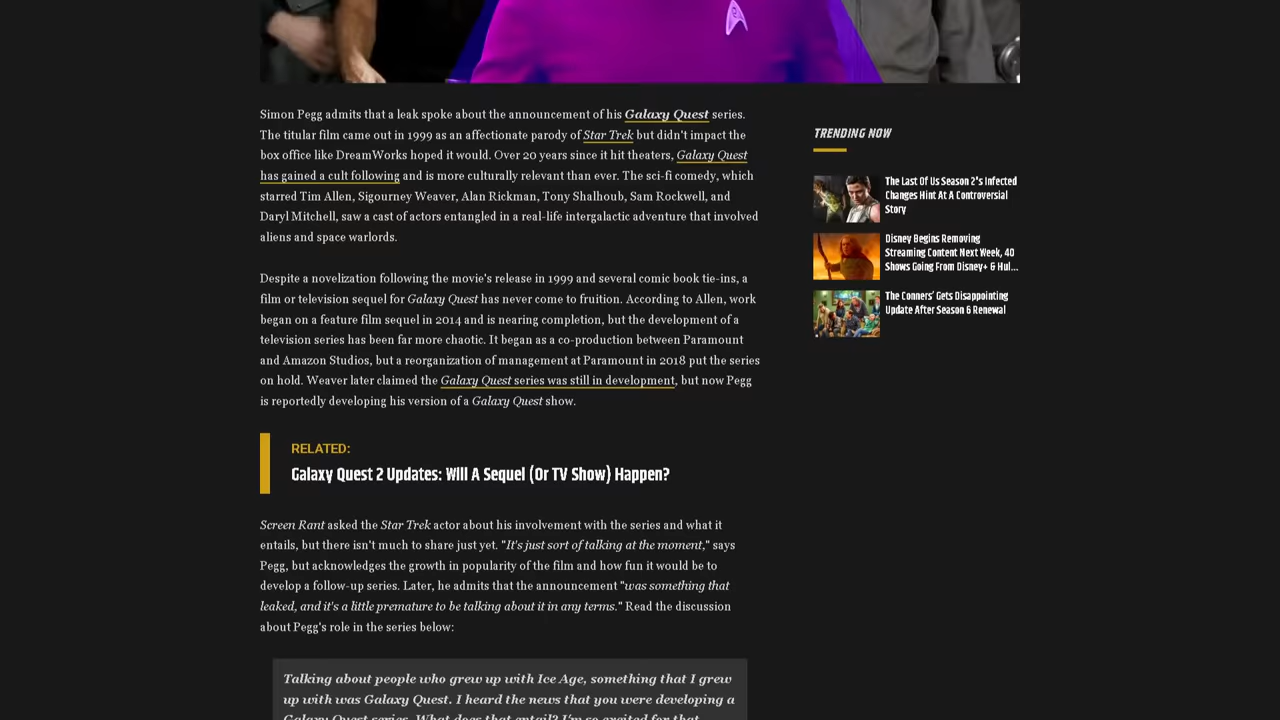 Simon Pegg admits that a leak spoke about the announcement of his Galaxy Quest series.
The titular film came out in 1999 as an affectionate parody of Star Trek but didn't impact the
box office like DreamWorks hoped it would. Over 20 years since it hit theaters, Galaxy Quest
has gained a cult following and is more culturally relevant than ever. The sci-fi comedy, which
starred Tim Allen, Sigourney Weaver, Alan Rickman, Tony Shalhoub, Sam Rockwell, and
Daryl Mitchell, saw a cast of actors entangled in a real-life intergalactic adventure that involved
aliens and space warlords.
Despite a novelization following the movie's release in 1999 and several comic book tie-ins, a
film or television sequel for Galaxy Quest has never come to fruition. According to Allen, work
began on a feature film sequel in 2014 and is nearing completion, but the development of a
television series has been far more chaotic. It began as a co-production between Paramount
and Amazon Studios, but a reorganization of management at Paramount in 2018 put the series
on hold. Weaver later claimed the Galaxy Quest series was still in development, but now Pegg
is reportedly developing his version of a Galaxy Quest show.
RELATED:
Galaxy Quest 2 Updates: Will A Sequel (Or TV Show) Happen?
Screen Rant asked the Star Trek actor about his involvement with the series and what it
entails, but there isn't much to share just yet. "It's just sort of talking at the moment," says
Pegg, but acknowledges the growth in popularity of the film and how fun it would be to
develop a follow-up series. Later, he admits that the announcement "was something that
leaked, and it's a little premature to be talking about it in any terms." Read the discussion
about Pegg's role in the series below:
Talking about people who grew up with Ice Age, something that I grew
up with was Galaxy Quest. I heard the news that you were developing a
Galaxy Quest series. What does that entail? I'm so excited for that.
TRENDING NOW
The Last Of Us Season 2's Infected
Changes Hint At A Controversial
Story
Disney Begins Removing
Streaming Content Next Week, 40
Shows Going From Disney+ & Hul...
The Conners' Gets Disappointing
Update After Season 6 Renewal